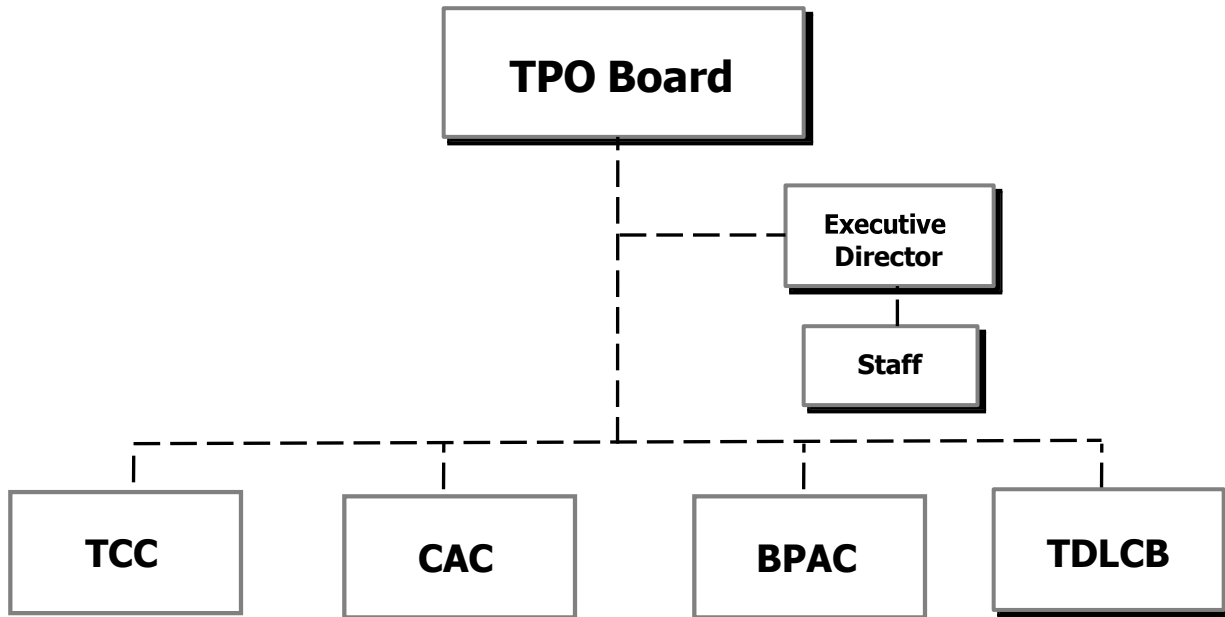 TPO Board
Executive
Director
Staff
TCC
CAC
BPAC
TDLCB